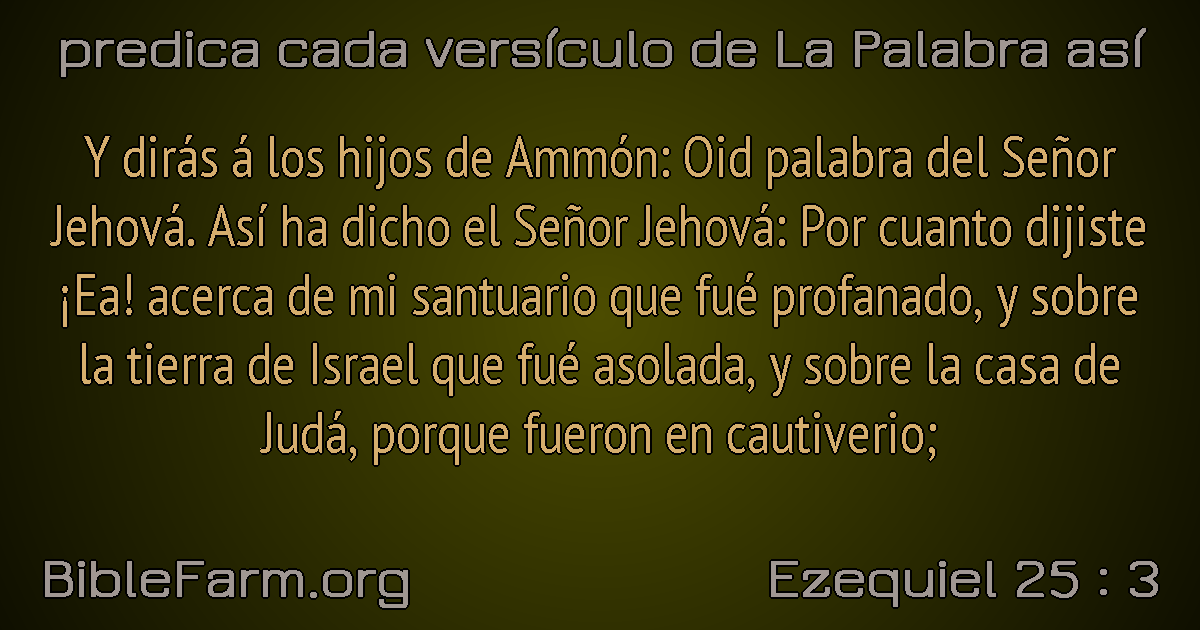 predica cada versículo de La Palabra así
Y dirás á los hijos de Ammón: Oid palabra del Señor
Jehová. Así ha dicho el Señor Jehová: Por cuanto dijiste
¡Ea! acerca de mi santuario que fué profanado, y sobre
la tierra de Israel que fué asolada, y sobre la casa de
Judá, porque fueron en cautiverio;
BibleFarm.org
Ezequiel 25 : 3